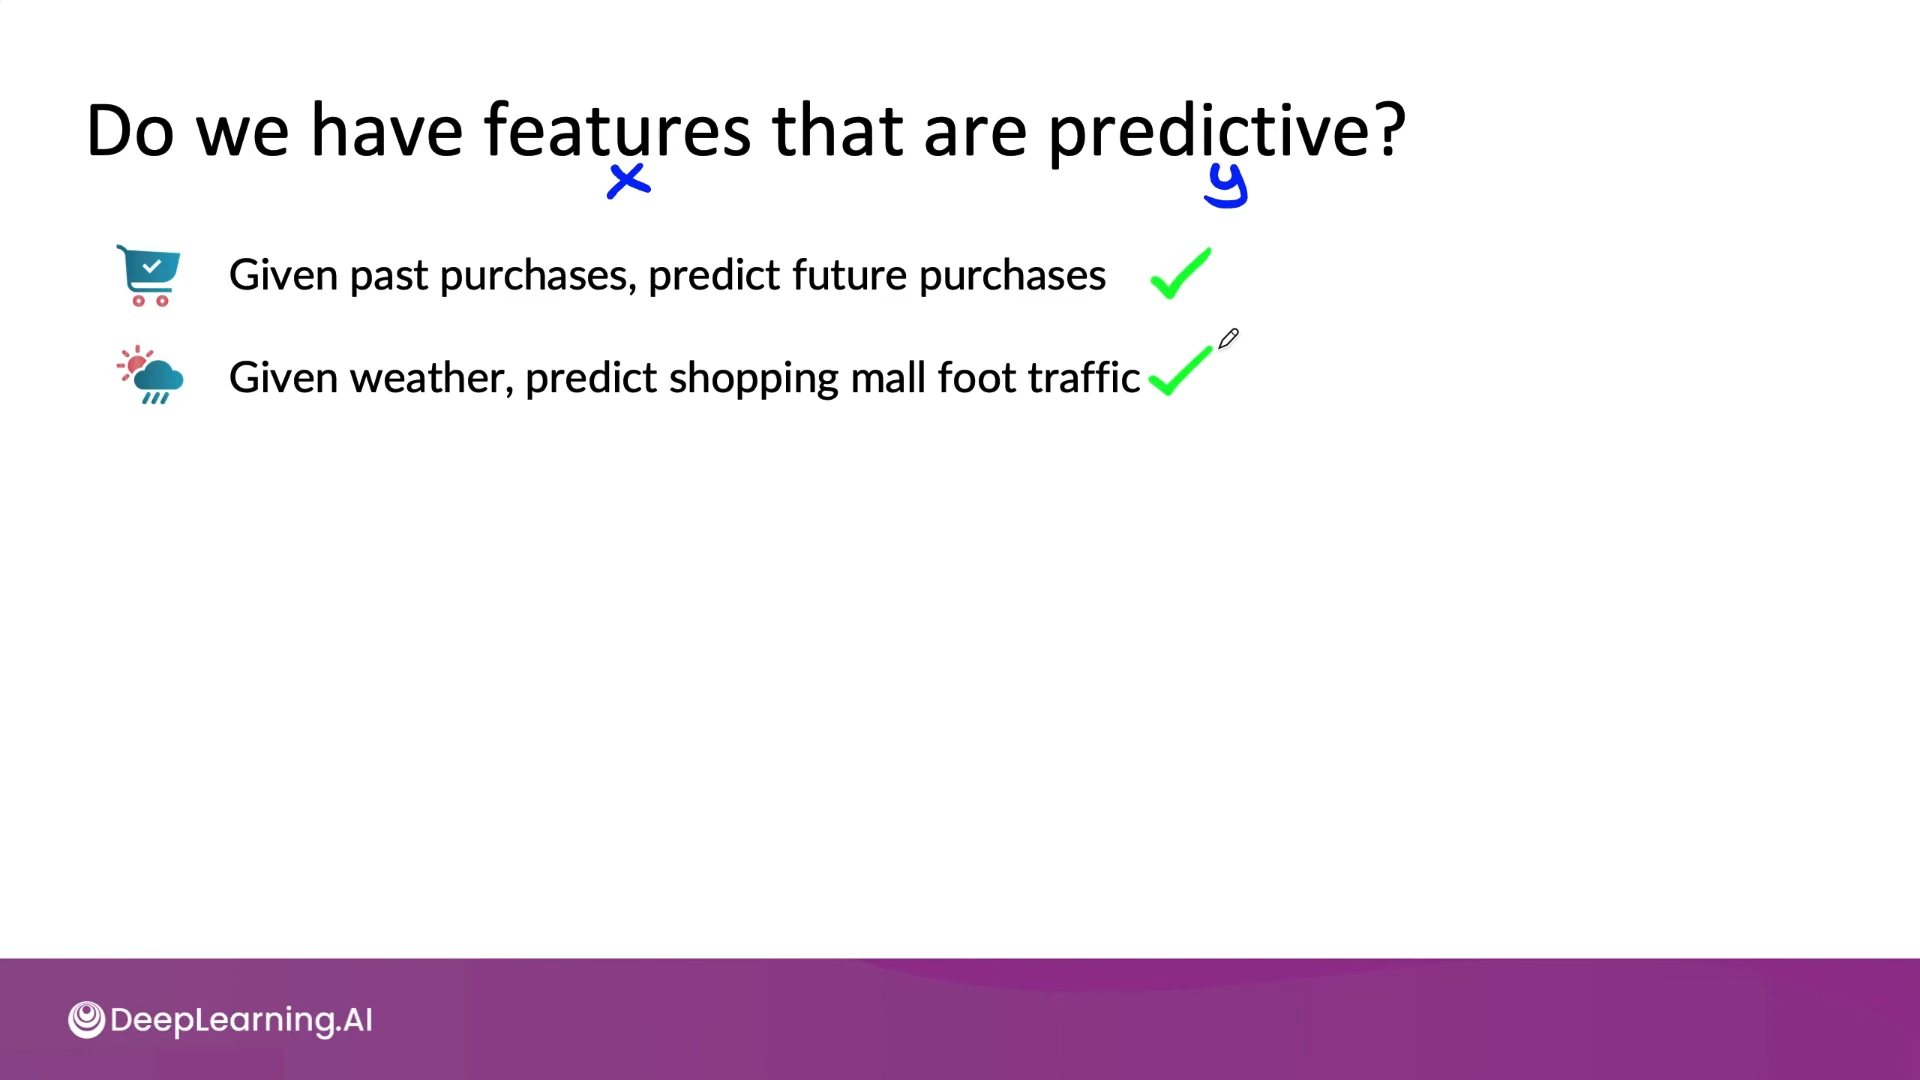 Do we have features that are predictive?
x y
Given past purchases, predict future purchases
Given weather, predict shopping mall foot traffic
DeepLearning.AI